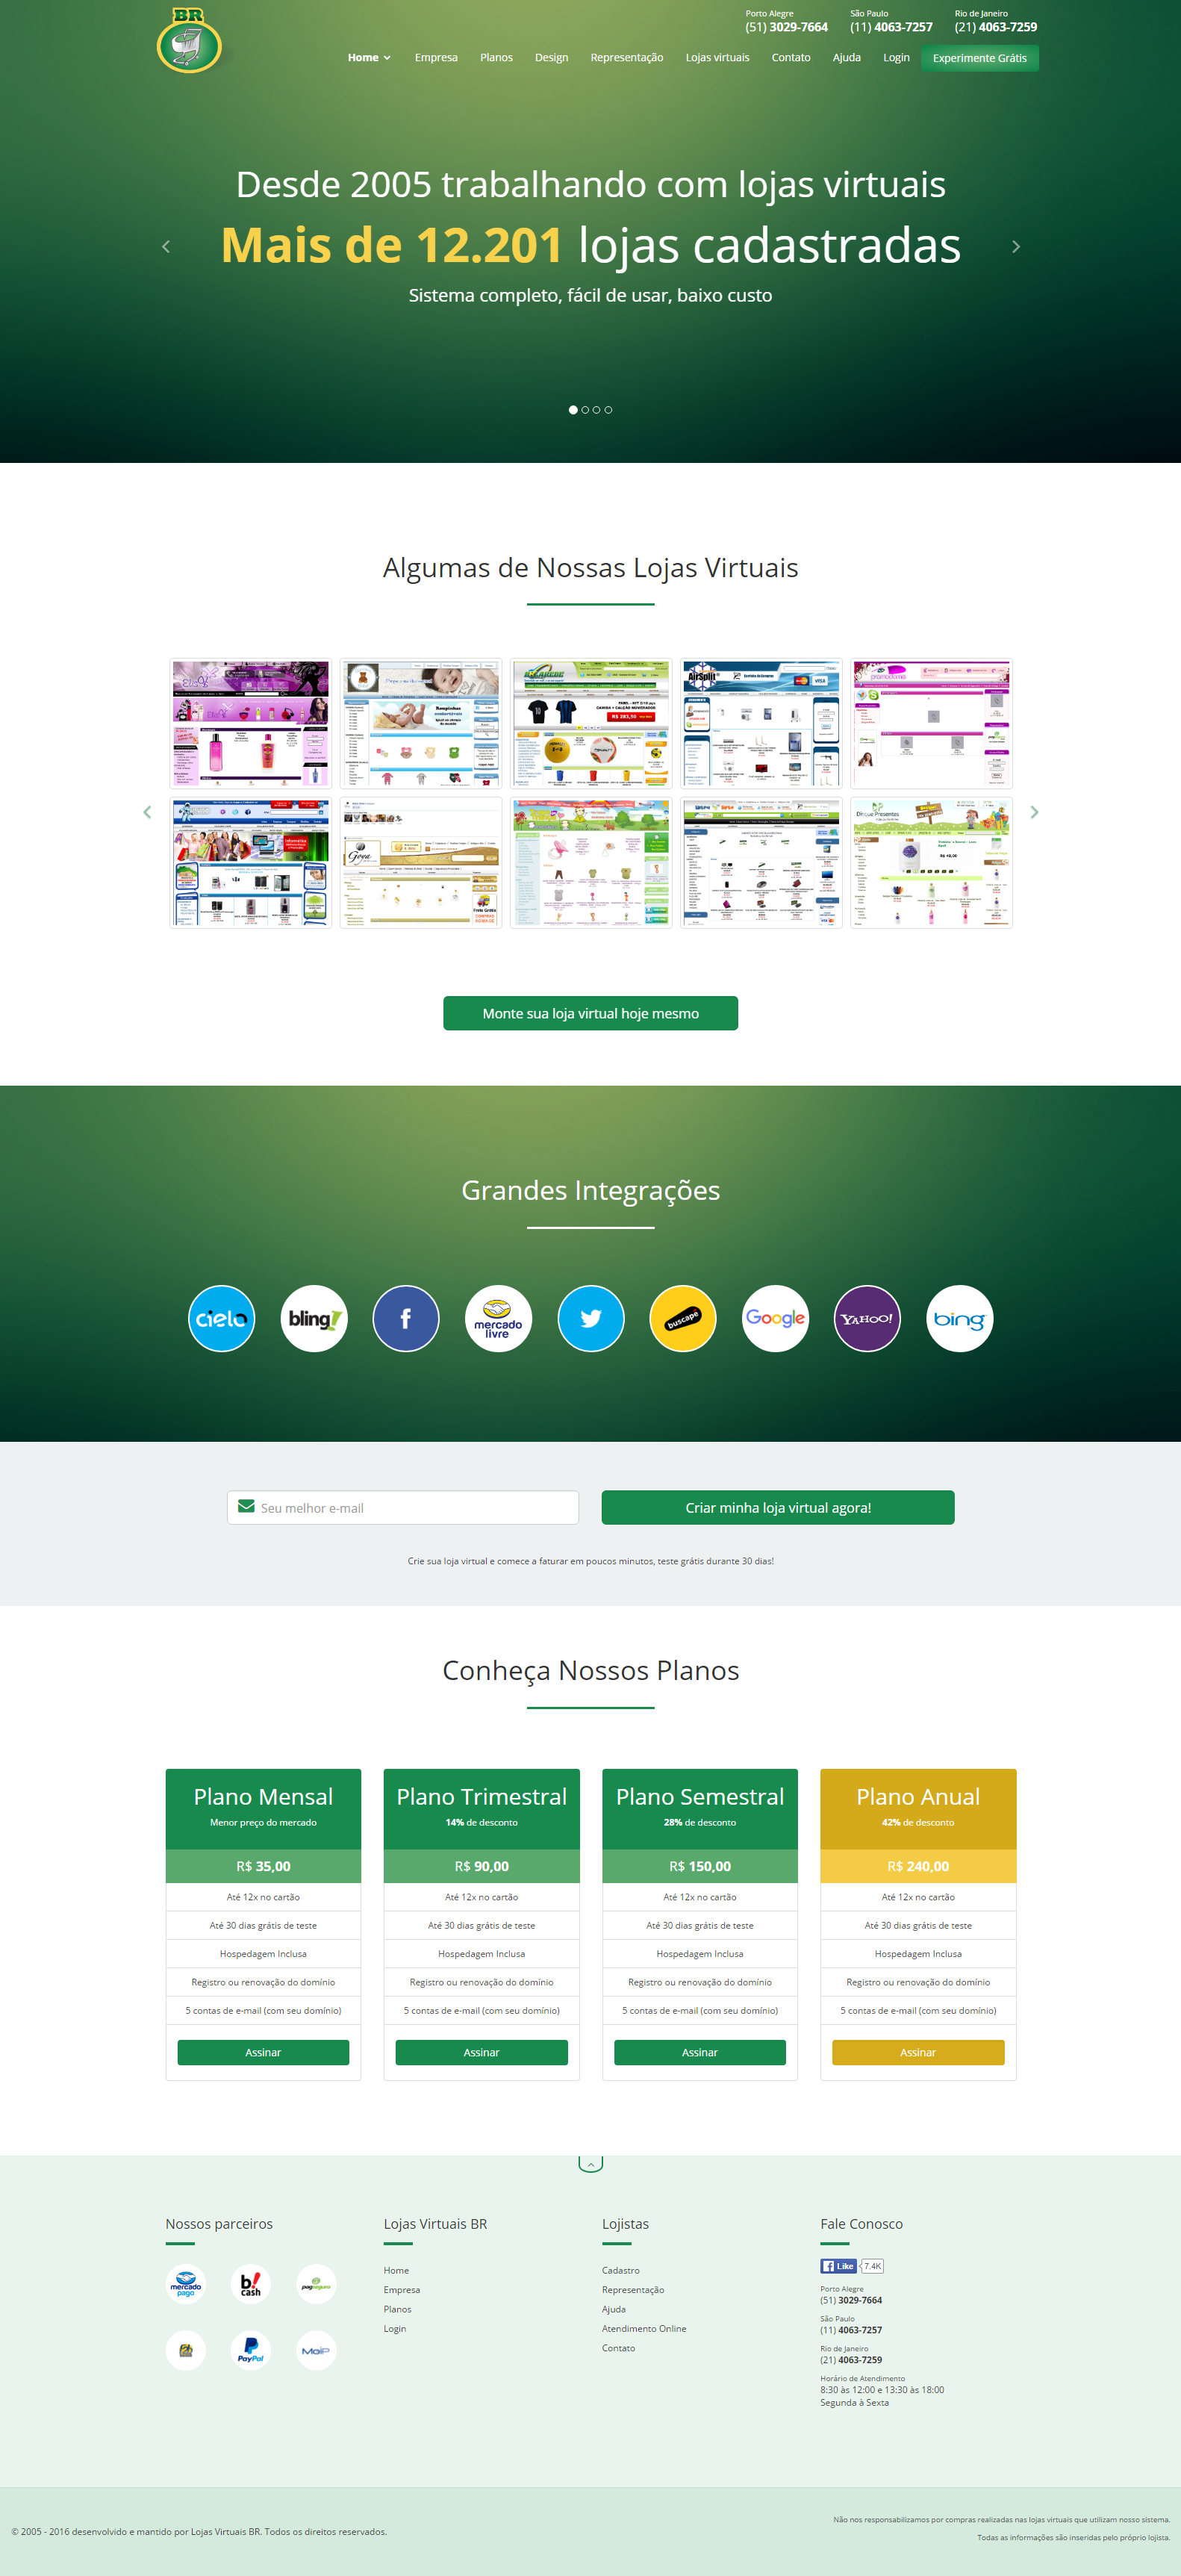 BR
Porto Alegre
(51) 3029-7664
São Paulo
(11) 4063-7257
Rio de Janeiro
(21) 4063-7259
Home
Empresa
Planos
Design
Representação
Lojas virtuais
Contato
Ajuda
Login
Experimente Grátis
Desde 2005 trabalhando com lojas virtuais
Mais de 12.201 lojas cadastradas
Sistema completo, fácil de usar, baixo custo
Algumas de Nossas Lojas Virtuais
AirSplit
Goya
Monte sua loja virtual hoje mesmo
Grandes Integrações
cielo
bling!
f
mercado
livre
buscapé
Google
YAHOO!
bing
Seu melhor e-mail
Criar minha loja virtual agora!
Crie sua loja virtual e comece a faturar em poucos minutos, teste grátis durante 30 dias!
Conheça Nossos Planos
Plano Mensal
Menor preço do mercado
R$ 35,00
Até 12x no cartão
Até 30 dias grátis de teste
Hospedagem Inclusa
Registro ou renovação do domínio
5 contas de e-mail (com seu domínio)
Assinar
Plano Trimestral
14% de desconto
R$ 90,00
Até 12x no cartão
Até 30 dias grátis de teste
Hospedagem Inclusa
Registro ou renovação do domínio
5 contas de e-mail (com seu domínio)
Assinar
Plano Semestral
28% de desconto
R$ 150,00
Até 12x no cartão
Até 30 dias grátis de teste
Hospedagem Inclusa
Registro ou renovação do domínio
5 contas de e-mail (com seu domínio)
Assinar
Plano Anual
42% de desconto
R$ 240,00
Até 12x no cartão
Até 30 dias grátis de teste
Hospedagem Inclusa
Registro ou renovação do domínio
5 contas de e-mail (com seu domínio)
Assinar
Nossos parceiros
mercado
pago
b!
cash
pagseguro
PayPal
MoIP
Lojas Virtuais BR
Home
Empresa
Planos
Login
Lojistas
Cadastro
Representação
Ajuda
Atendimento Online
Contato
Fale Conosco
Like
7.4K
Porto Alegre
(51) 3029-7664
São Paulo
(11) 4063-7257
Rio de Janeiro
(21) 4063-7259
Horário de Atendimento
8:30 às 12:00 e 13:30 às 18:00
Segunda à Sexta
© 2005 - 2016 desenvolvido e mantido por Lojas Virtuais BR. Todos os direitos reservados.
Não nos responsabilizamos por compras realizadas nas lojas virtuais que utilizam nosso sistema.
Todas as informações são inseridas pelo próprio lojista.